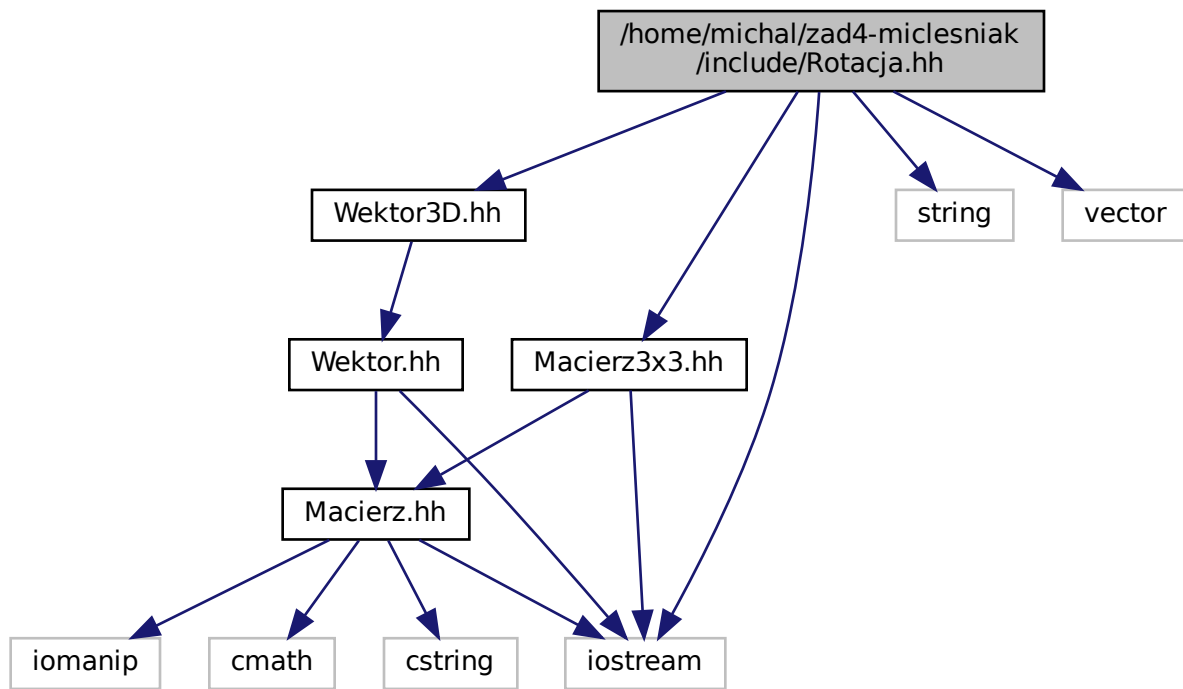 /home/michal/zad4-miclesniak
/include/Rotacja.hh
Wektor3D.hh
string
vector
Wektor.hh
Macierz3x3.hh
Macierz.hh
iomanip
cmath
cstring
iostream